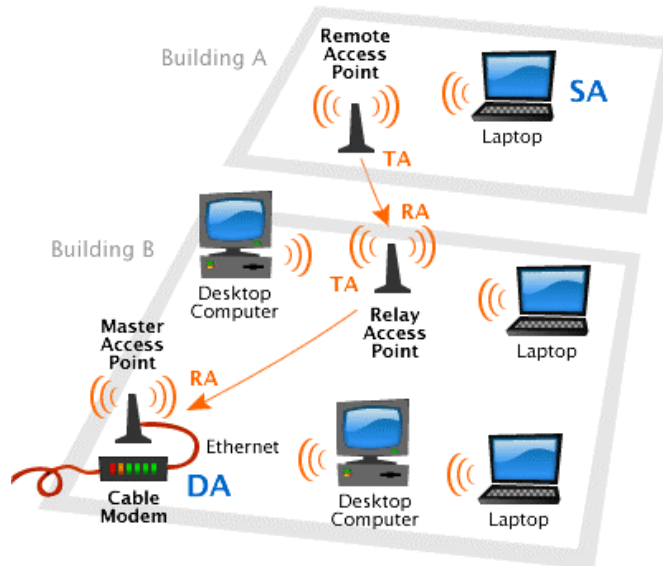 Remote
Access
Point
Building A
SA
Laptop
TA
RA
Building B
TA
Desktop
Computer
Relay
Access
Point
Laptop
Master
Access
Point
RA
Ethernet
DA
Cable
Modem
Desktop
Computer
Laptop